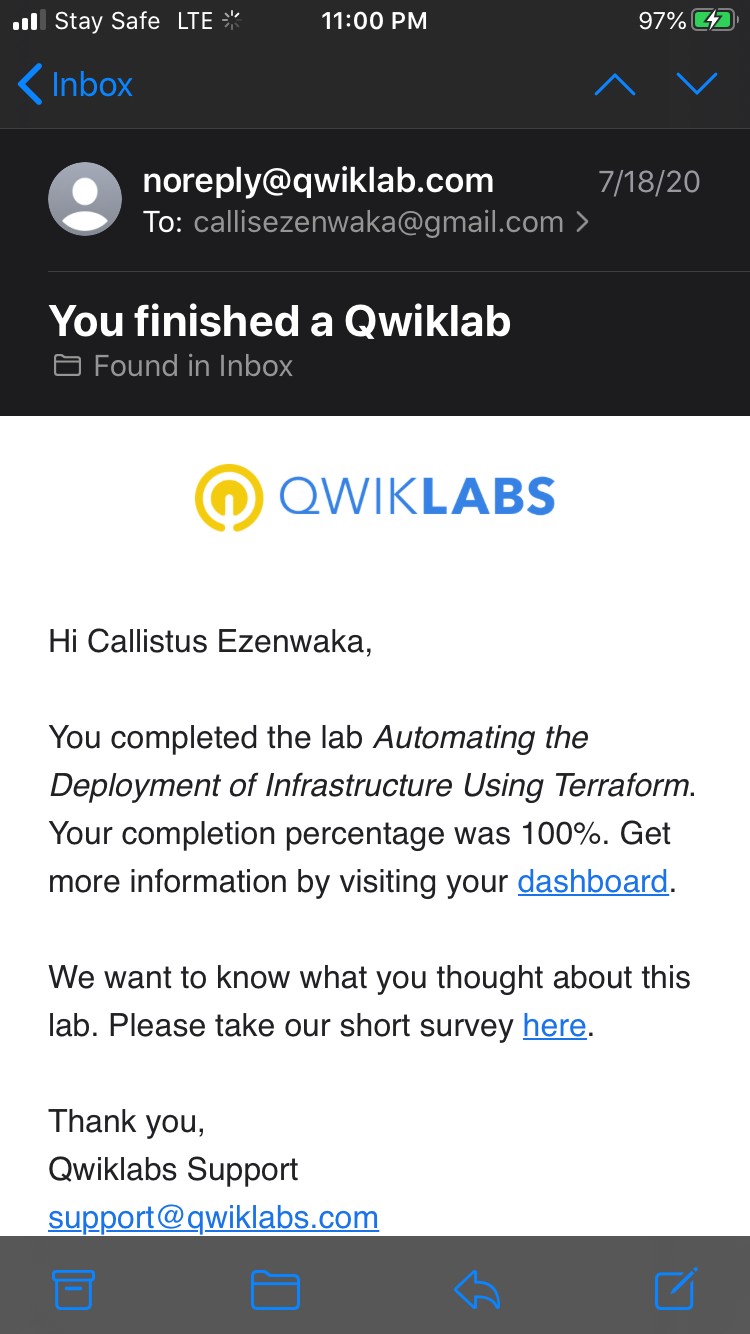 Stay Safe LTE 11:00 PM 97%
Inbox
noreply@qwiklab.com 7/18/20
To: callisezenwaka@gmail.com
You finished a Qwiklab
Found in Inbox
QWIKLABS
Hi Callistus Ezenwaka,
You completed the lab Automating the
Deployment of Infrastructure Using Terraform.
Your completion percentage was 100%. Get
more information by visiting your dashboard.
We want to know what you thought about this
lab. Please take our short survey here.
Thank you,
Qwiklabs Support
support@qwiklabs.com